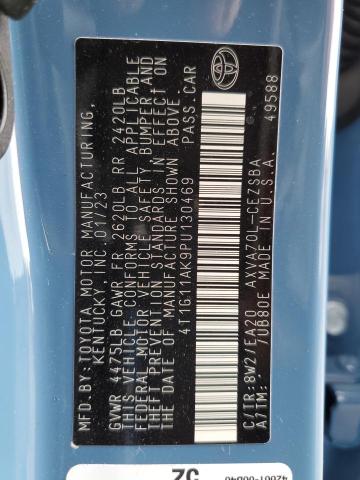 MFD.BY:TOYOTA MOTOR MANUFACTURING,
KENTUCKY, INC. 01/23
GVWR 4475LB GAWR FR 2620LB RR 2420LB
THIS VEHICLE CONFORMS TO ALL APPLICABLE
FEDERAL MOTOR VEHICLE SAFETY, BUMPER AND
THEFT PREVENTION STANDARDS IN EFFECT ON
THE DATE OF MANUFACTURE SHOWN ABOVE.
4T1G11AK9PU130469 PASS.CAR
C/TR:8W2/EA20 AXVA70L-CEZSBA
A/TM: /UB80E MADE IN U.S.A. 49588